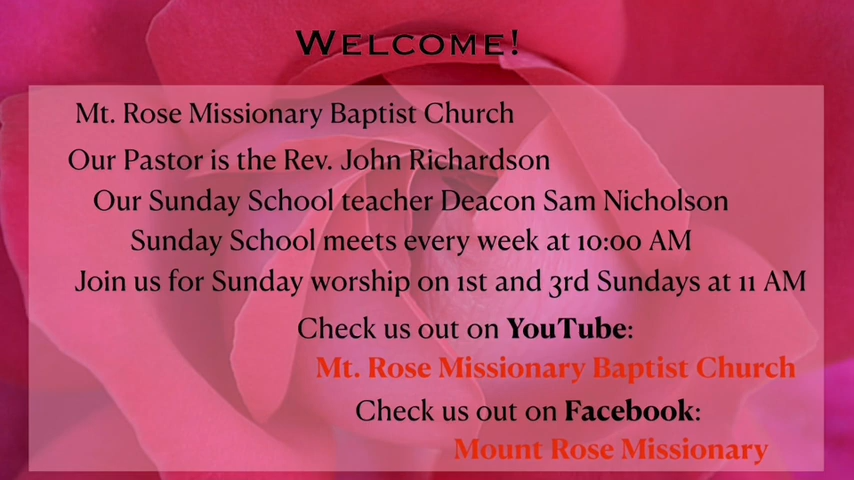 WELCOME!
Mt. Rose Missionary Baptist Church
Our Pastor is the Rev. John Richardson
Our Sunday School teacher Deacon Sam Nicholson
Sunday School meets every week at 10:00 AM
Join us for Sunday worship on 1st and 3rd Sundays at 11 AM
Check us out on YouTube:
Mt. Rose Missionary Baptist Church
Check us out on Facebook:
Mount Rose Missionary